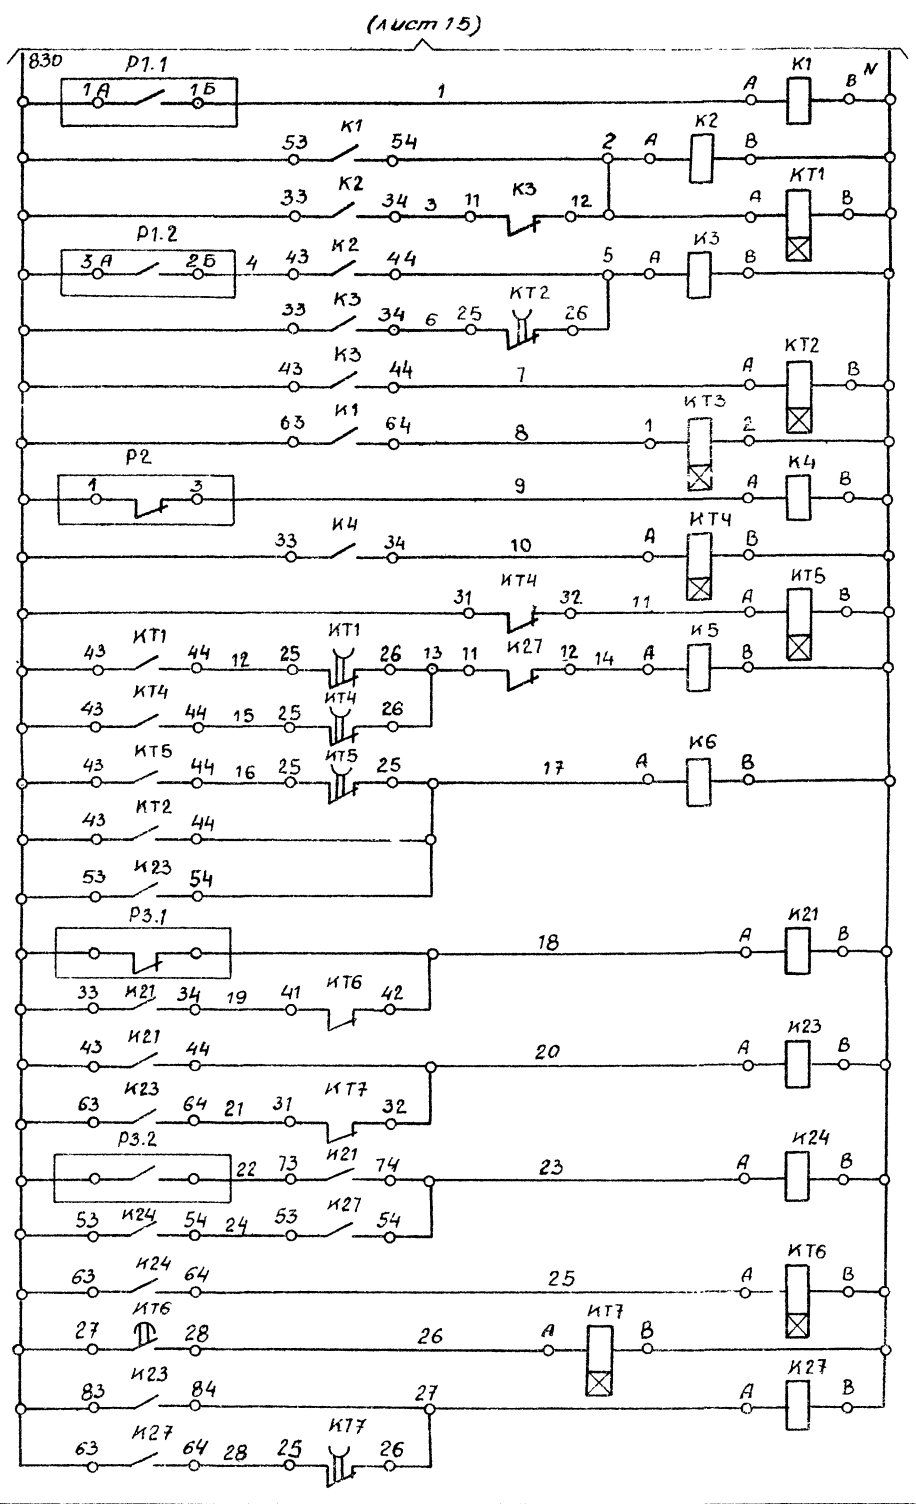 (лист 15)
830 Р1.1 К1 N
1А 1Б 1 А В
К1 К2
53 54 2 А В
К2 К3 КТ1
33 34 3 11 12 А В
Р1.2 К2 К3
3А 2Б 4 43 44 5 А В
К3 КТ2
33 34 6 25 26
К3 КТ2
43 44 7 А В
К1 КТ3
63 64 8 1 2
Р2 К4
1 3 9 А В
К4 КТ4
33 34 10 А В
КТ4 КТ5
31 32 11 А В
КТ1 КТ1 К27 К5
43 44 12 25 26 13 11 12 14 А В
КТ4 КТ4
43 44 15 25 26
КТ5 КТ5 К6
43 44 16 25 25 17 А В
КТ2
43 44
К23
53 54
Р3.1 К21
18 А В
К21 КТ6
33 34 19 41 42
К21 К23
43 44 20 А В
К23 КТ7
63 64 21 31 32
Р3.2 К21 К24
22 73 74 23 А В
К24 К27
53 54 24 53 54
К24 КТ6
63 64 25 А В
КТ6 КТ7
27 28 26 А В
К23 К27
83 84 27 А В
К27 КТ7
63 64 28 25 26